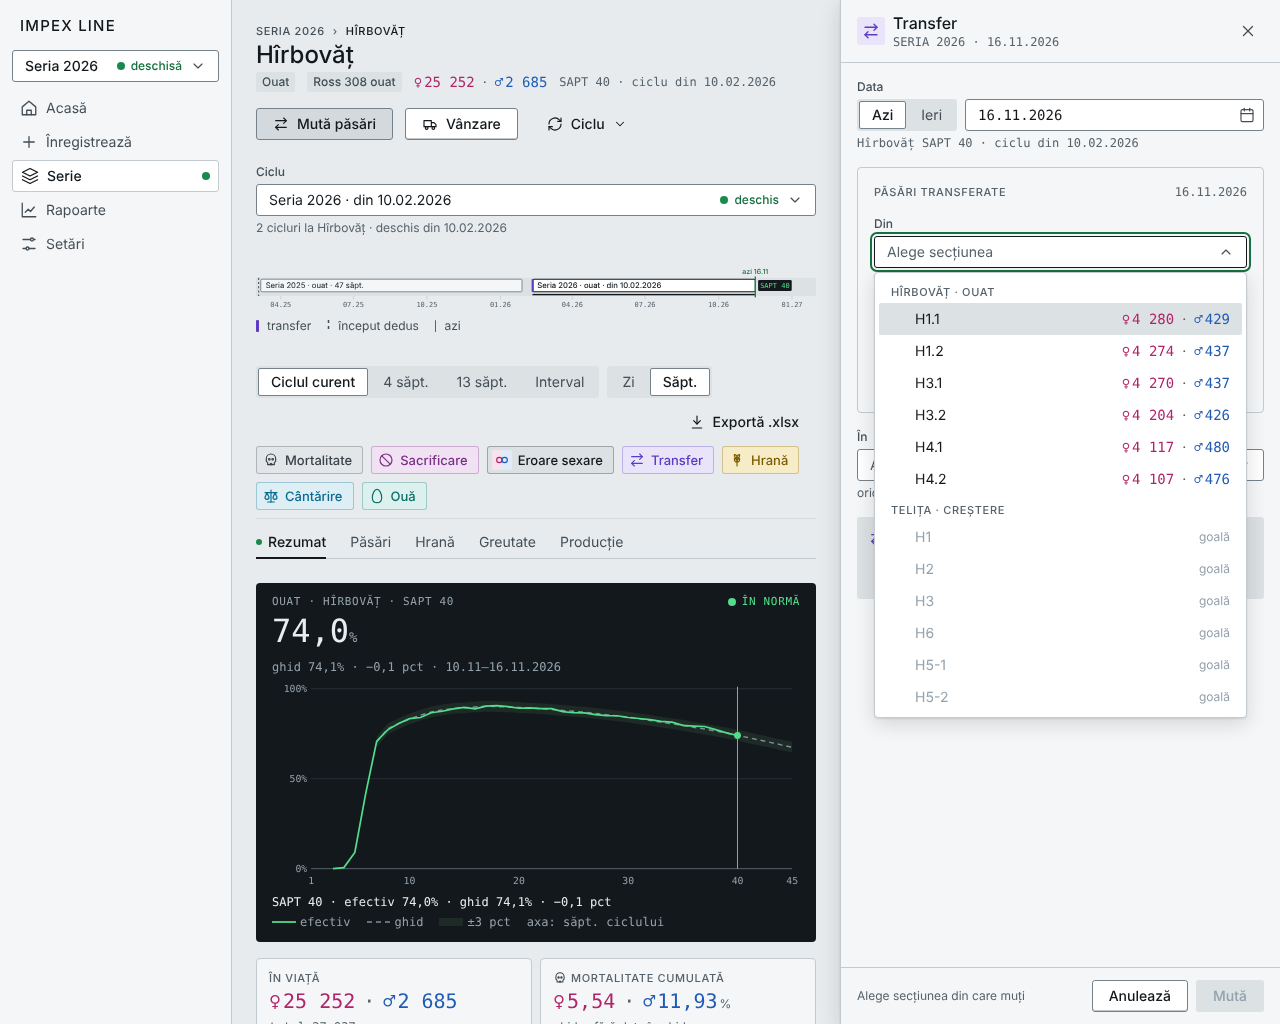 IMPEX LINE
Seria 2026 deschisă
Acasă
Înregistrează
Serie
Rapoarte
Setări
SERIA 2026 › HÎRBOVĂȚ
Hîrbovăț
Ouat Ross 308 ouat ♀25 252 · ♂2 685 SAPT 40 · ciclu din 10.02.2026
Mută păsări Vânzare Ciclu
Ciclu
Seria 2026 · din 10.02.2026 deschis
2 cicluri la Hîrbovăț · deschis din 10.02.2026
azi 16.11
Seria 2025 · ouat · 47 săpt. Seria 2026 · ouat · din 10.02.2026 SAPT 40
04.25 07.25 10.25 01.26 04.26 07.26 10.26 01.27
transfer început dedus azi
Ciclul curent 4 săpt. 13 săpt. Interval Zi Săpt.
Exportă .xlsx
Mortalitate Sacrificare Eroare sexare Transfer Hrană
Cântărire Ouă
Rezumat Păsări Hrană Greutate Producție
OUAT · HÎRBOVĂȚ · SAPT 40 ÎN NORMĂ
74,0%
ghid 74,1% · −0,1 pct · 10.11–16.11.2026
100%
50%
0%
1 10 20 30 40 45
SAPT 40 · efectiv 74,0% · ghid 74,1% · −0,1 pct
efectiv ghid ±3 pct axa: săpt. ciclului
ÎN VIAȚĂ
♀25 252 · ♂2 685
MORTALITATE CUMULATĂ
♀5,54 · ♂11,93%
Transfer
SERIA 2026 · 16.11.2026
Data
Azi Ieri 16.11.2026
Hîrbovăț SAPT 40 · ciclu din 10.02.2026
PĂSĂRI TRANSFERATE 16.11.2026
Din
Alege secțiunea
HÎRBOVĂȚ · OUAT
H1.1 ♀4 280 · ♂429
H1.2 ♀4 274 · ♂437
H3.1 ♀4 270 · ♂437
H3.2 ♀4 204 · ♂426
H4.1 ♀4 117 · ♂480
H4.2 ♀4 107 · ♂476
TELIȚA · CREȘTERE
H1 goală
H2 goală
H3 goală
H6 goală
H5-1 goală
H5-2 goală
În
Alege secțiunea din care muți
Anulează Mută